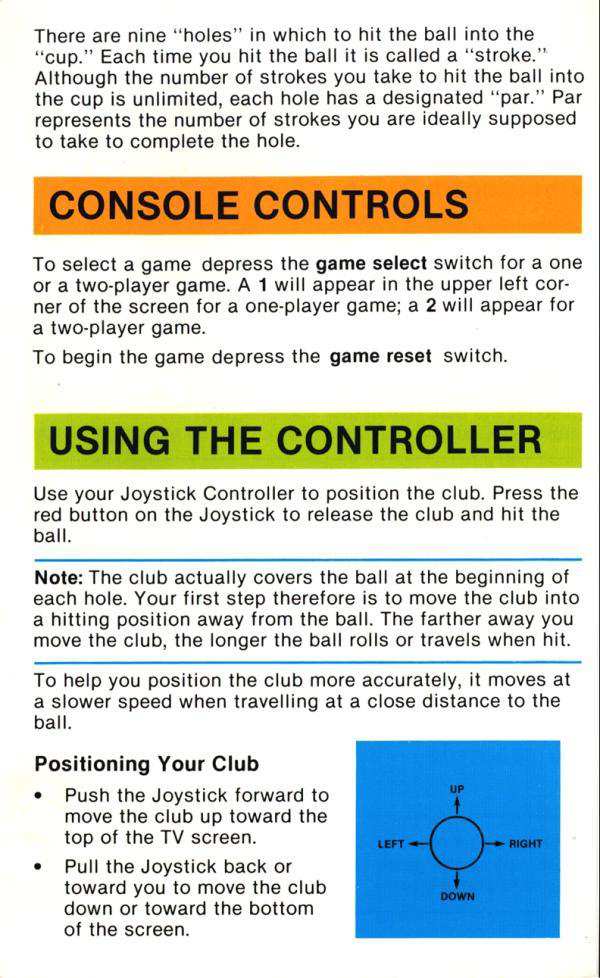 There are nine "holes" in which to hit the ball into the
"cup." Each time you hit the ball it is called a "stroke."
Although the number of strokes you take to hit the ball into
the cup is unlimited, each hole has a designated "par." Par
represents the number of strokes you are ideally supposed
to take to complete the hole.
CONSOLE CONTROLS
To select a game depress the game select switch for a one
or a two-player game. A 1 will appear in the upper left cor-
ner of the screen for a one-player game; a 2 will appear for
a two-player game.
To begin the game depress the game reset switch.
USING THE CONTROLLER
Use your Joystick Controller to position the club. Press the
red button on the Joystick to release the club and hit the
ball.
Note: The club actually covers the ball at the beginning of
each hole. Your first step therefore is to move the club into
a hitting position away from the ball. The farther away you
move the club, the longer the ball rolls or travels when hit.
To help you position the club more accurately, it moves at
a slower speed when travelling at a close distance to the
ball.
Positioning Your Club
• Push the Joystick forward to
move the club up toward the
top of the TV screen.
• Pull the Joystick back or
toward you to move the club
down or toward the bottom
of the screen.
UP
LEFT RIGHT
DOWN